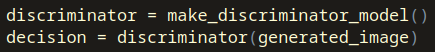 discriminator = make_discriminator_model()
decision = discriminator(generated_image)